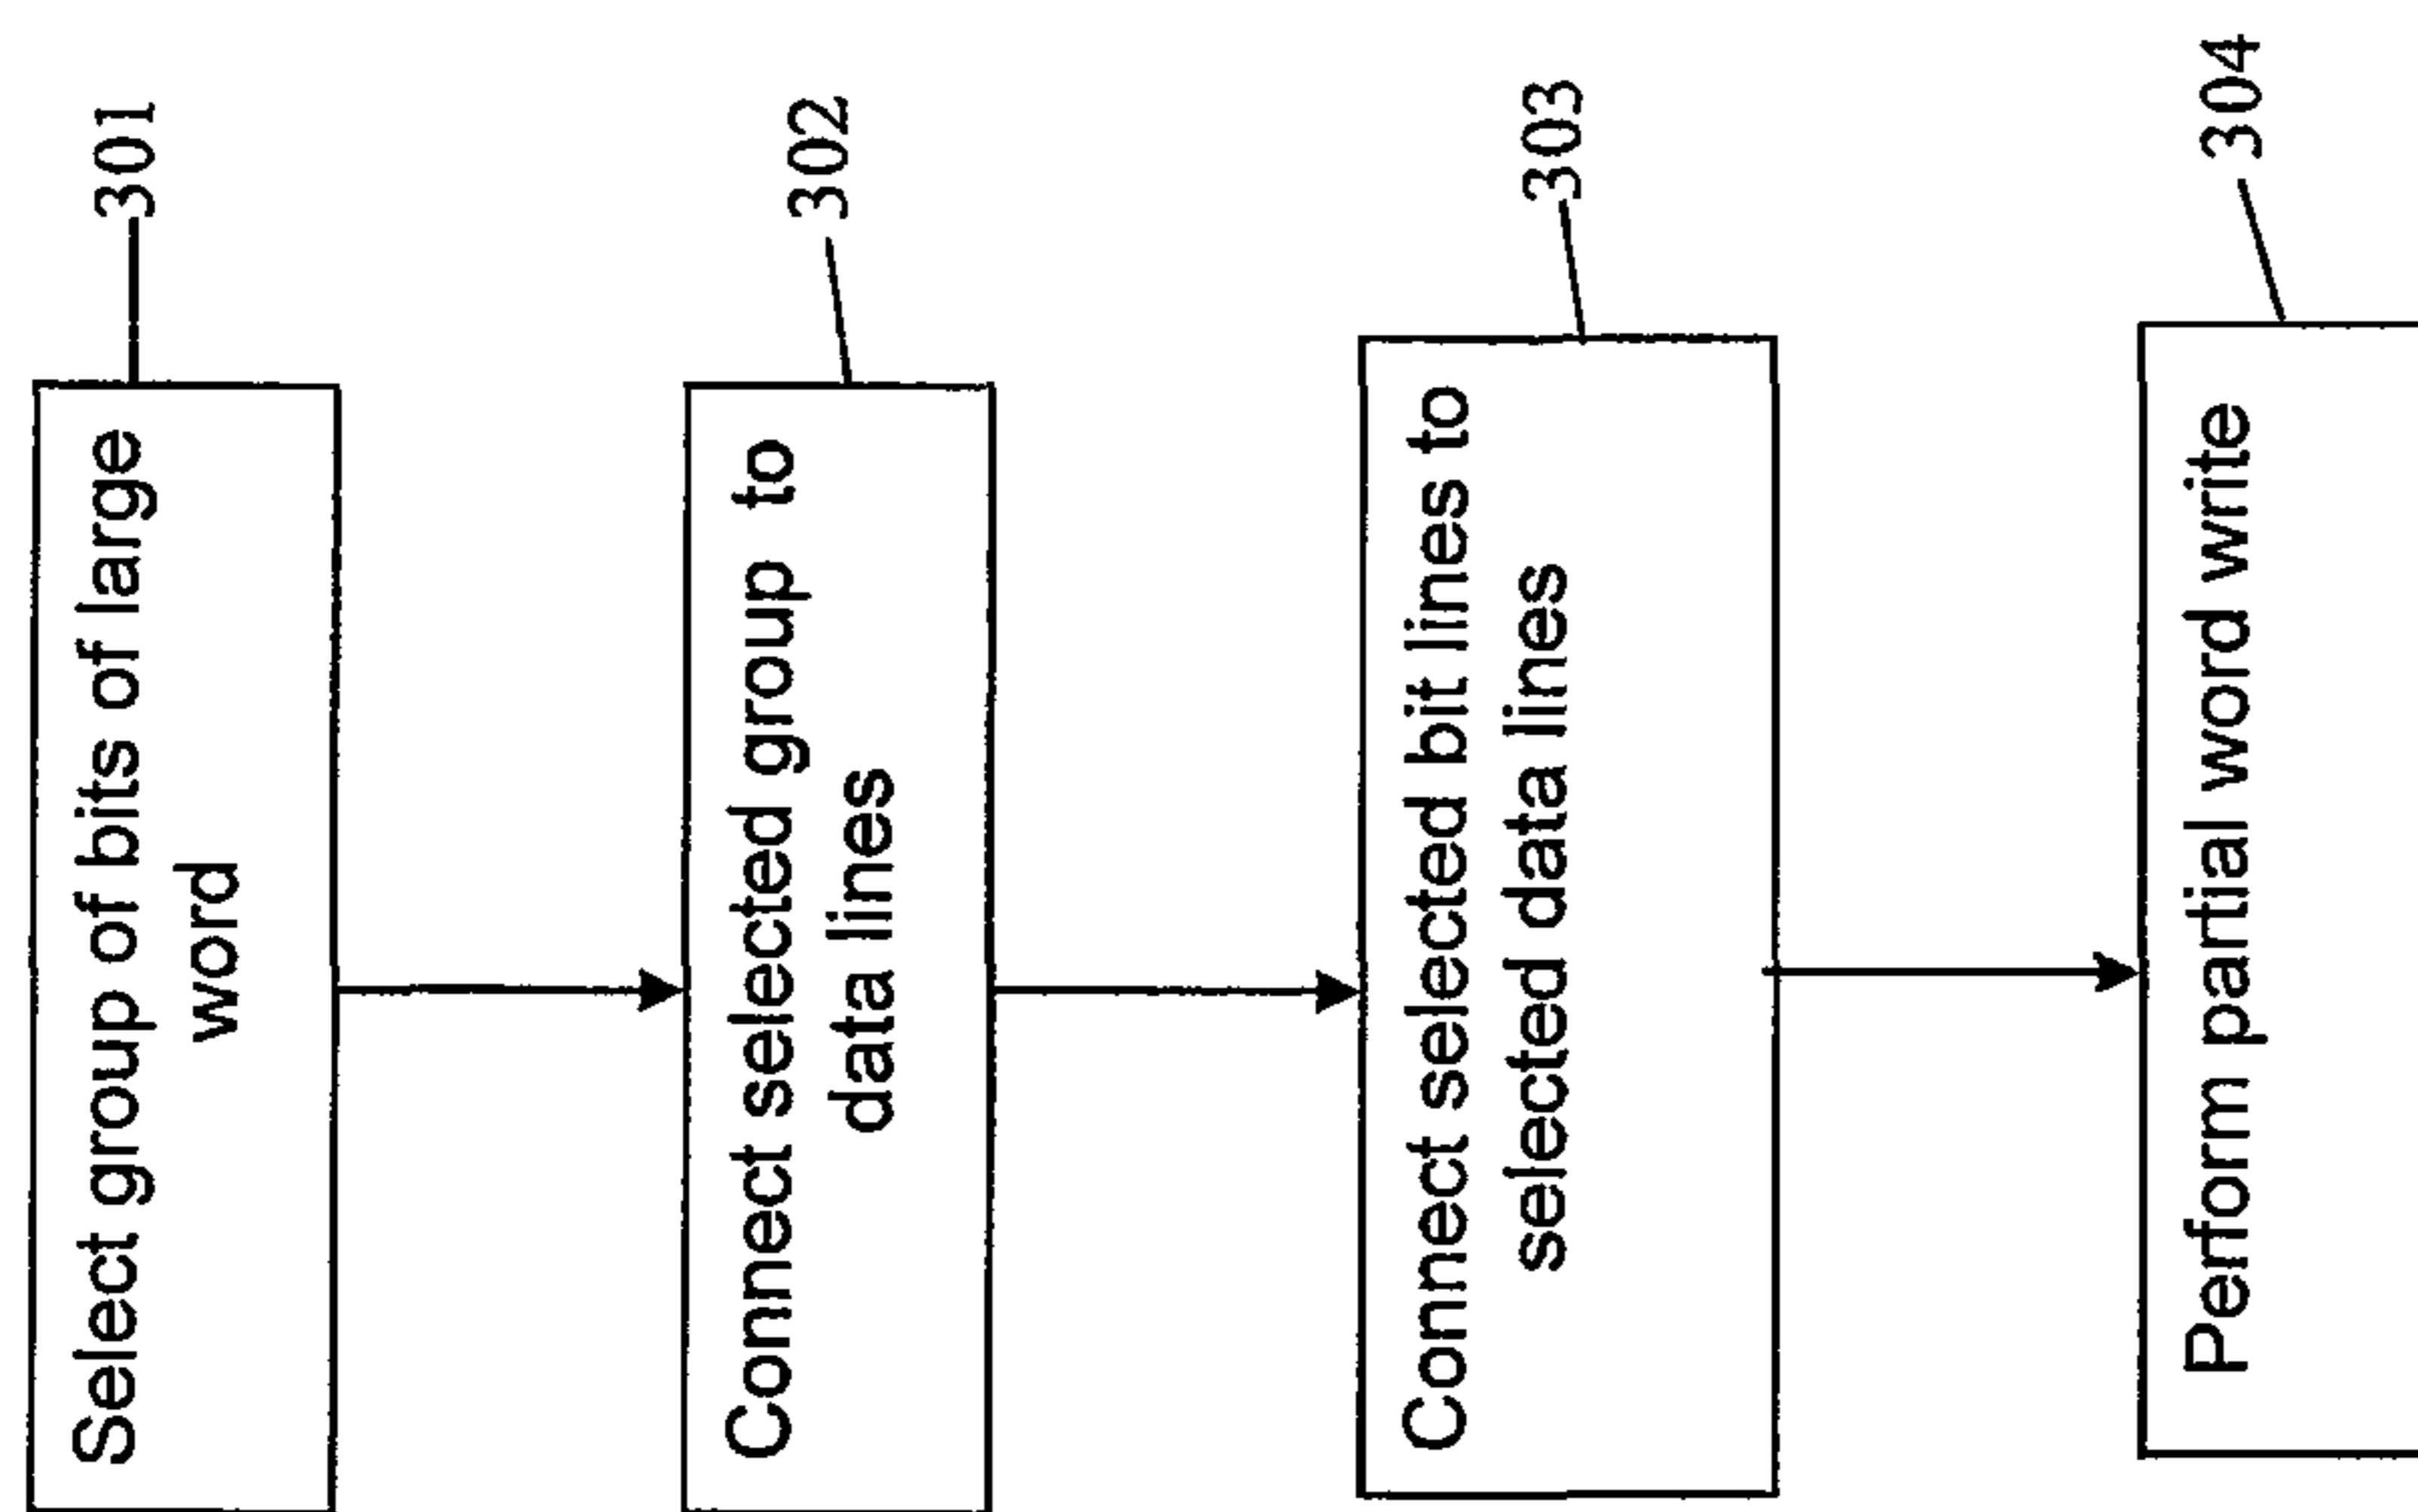 Select group of bits of large
word
301
Connect selected group to
data lines
302
Connect selected bit lines to
selected data lines
303
Perform partial word write
304